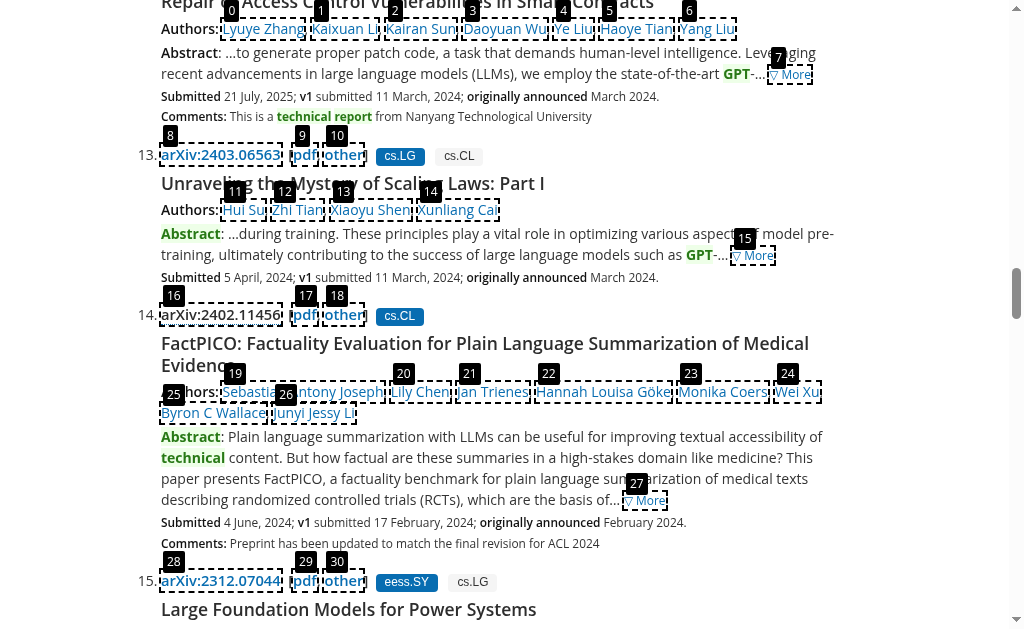 Repair of Access Control Vulnerabilities in Smart Contracts
0 1 2 3 4 5 6
Authors: Lyuye Zhang, Kaixuan Li, Kairan Sun, Daoyuan Wu, Ye Liu, Haoye Tian, Yang Liu
Abstract: …to generate proper patch code, a task that demands human-level intelligence. Leveraging
7
recent advancements in large language models (LLMs), we employ the state-of-the-art GPT-… ▽ More
Submitted 21 July, 2025; v1 submitted 11 March, 2024; originally announced March 2024.
Comments: This is a technical report from Nanyang Technological University
8 9 10
13. arXiv:2403.06563 [pdf, other] cs.LG cs.CL
Unraveling the Mystery of Scaling Laws: Part I
11 12 13 14
Authors: Hui Su, Zhi Tian, Xiaoyu Shen, Xunliang Cai
Abstract: …during training. These principles play a vital role in optimizing various aspects of model pre-
15
training, ultimately contributing to the success of large language models such as GPT-… ▽ More
Submitted 5 April, 2024; v1 submitted 11 March, 2024; originally announced March 2024.
16 17 18
14. arXiv:2402.11456 [pdf, other] cs.CL
FactPICO: Factuality Evaluation for Plain Language Summarization of Medical
Evidence
19 20 21 22 23 24
Authors: Sebastian Antony Joseph, Lily Chen, Jan Trienes, Hannah Louisa Göke, Monika Coers, Wei Xu,
25 26
Byron C Wallace, Junyi Jessy Li
Abstract: Plain language summarization with LLMs can be useful for improving textual accessibility of
technical content. But how factual are these summaries in a high-stakes domain like medicine? This
paper presents FactPICO, a factuality benchmark for plain language summarization of medical texts
27
describing randomized controlled trials (RCTs), which are the basis of… ▽ More
Submitted 4 June, 2024; v1 submitted 17 February, 2024; originally announced February 2024.
Comments: Preprint has been updated to match the final revision for ACL 2024
28 29 30
15. arXiv:2312.07044 [pdf, other] eess.SY cs.LG
Large Foundation Models for Power Systems